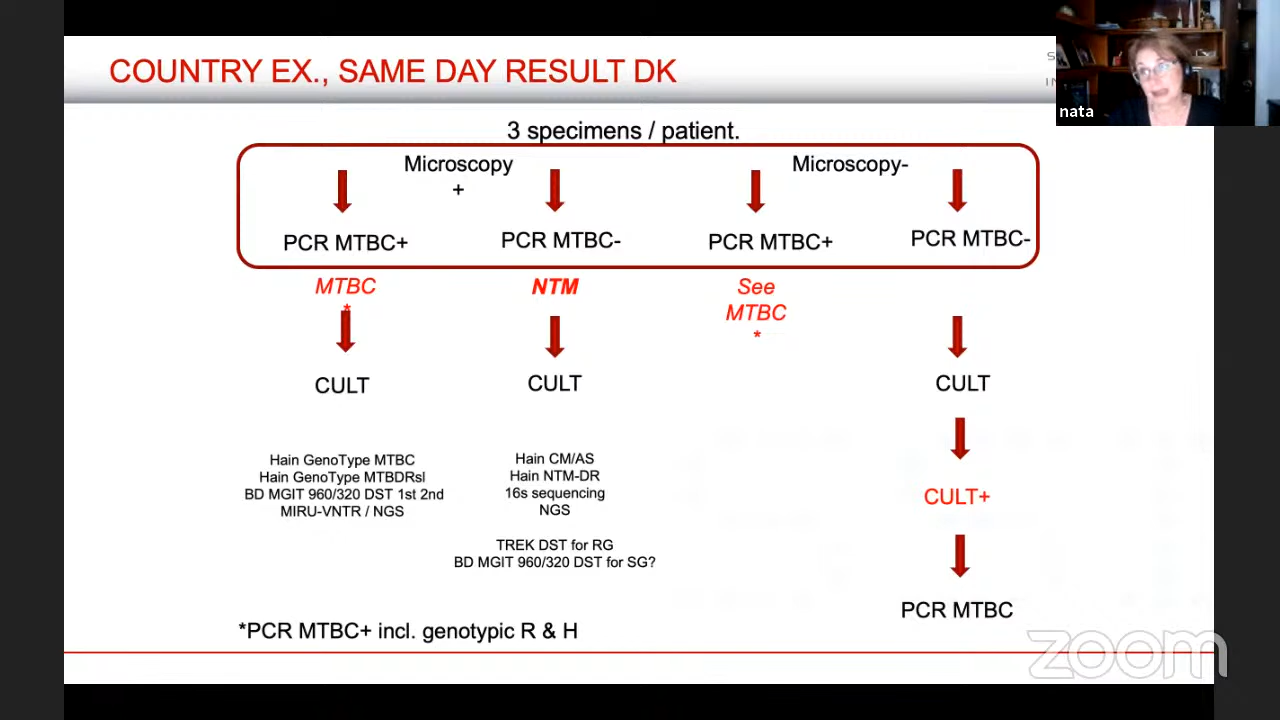 COUNTRY EX., SAME DAY RESULT DK
nata
3 specimens / patient.
Microscopy
+
Microscopy-
PCR MTBC+
PCR MTBC-
PCR MTBC+
PCR MTBC-
MTBC
*
NTM
See
MTBC
*
CULT
CULT
CULT
Hain GenoType MTBC
Hain GenoType MTBDRsl
BD MGIT 960/320 DST 1st 2nd
MIRU-VNTR / NGS
Hain CM/AS
Hain NTM-DR
16s sequencing
NGS
TREK DST for RG
BD MGIT 960/320 DST for SG?
CULT+
PCR MTBC
*PCR MTBC+ incl. genotypic R & H
zoom